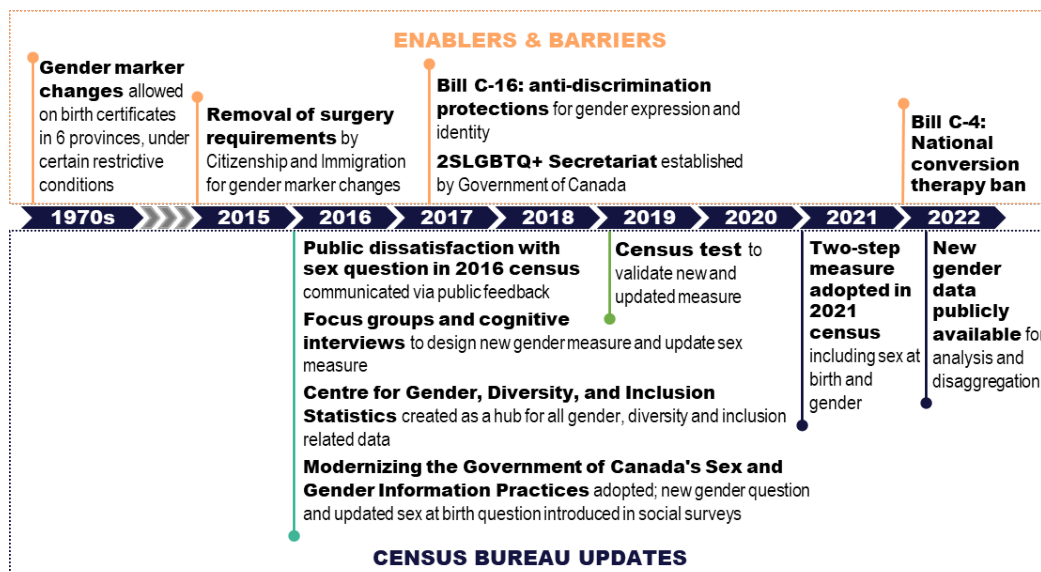 ENABLERS & BARRIERS
Gender marker
changes allowed
on birth certificates
in 6 provinces, under
certain restrictive
conditions
Removal of surgery
requirements by
Citizenship and Immigration
for gender marker changes
Bill C-16: anti-discrimination
protections for gender expression and
identity
2SLGBTQ+ Secretariat established
by Government of Canada
Bill C-4:
National
conversion
therapy ban
1970s 2015 2016 2017 2018 2019 2020 2021 2022
Public dissatisfaction with
sex question in 2016 census
communicated via public feedback
Focus groups and cognitive
interviews to design new gender measure and update sex
measure
Centre for Gender, Diversity, and Inclusion
Statistics created as a hub for all gender, diversity and inclusion
related data
Modernizing the Government of Canada's Sex and
Gender Information Practices adopted; new gender question
and updated sex at birth question introduced in social surveys
Census test to
validate new and
updated measure
Two-step
measure
adopted in
2021
census
including sex at
birth and
gender
New
gender
data
publicly
available for
analysis and
disaggregation
CENSUS BUREAU UPDATES